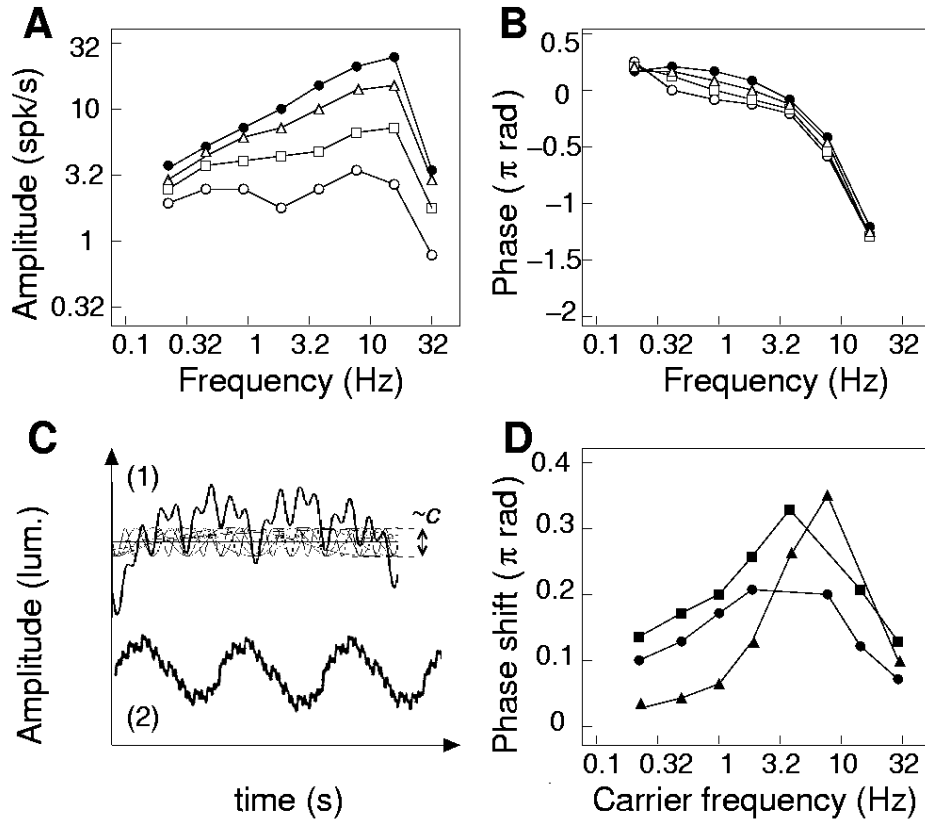 A
Amplitude (spk/s)
32
10
3.2
1
0.32
0.1 0.32 1 3.2 10 32
Frequency (Hz)
B
Phase (π rad)
0.5
0
−0.5
−1
−1.5
−2
0.1 0.32 1 3.2 10 32
Frequency (Hz)
C
Amplitude (lum.)
(1)
~c
(2)
time (s)
D
Phase shift (π rad)
0.4
0.3
0.2
0.1
0
0.1 0.32 1 3.2 10 32
Carrier frequency (Hz)